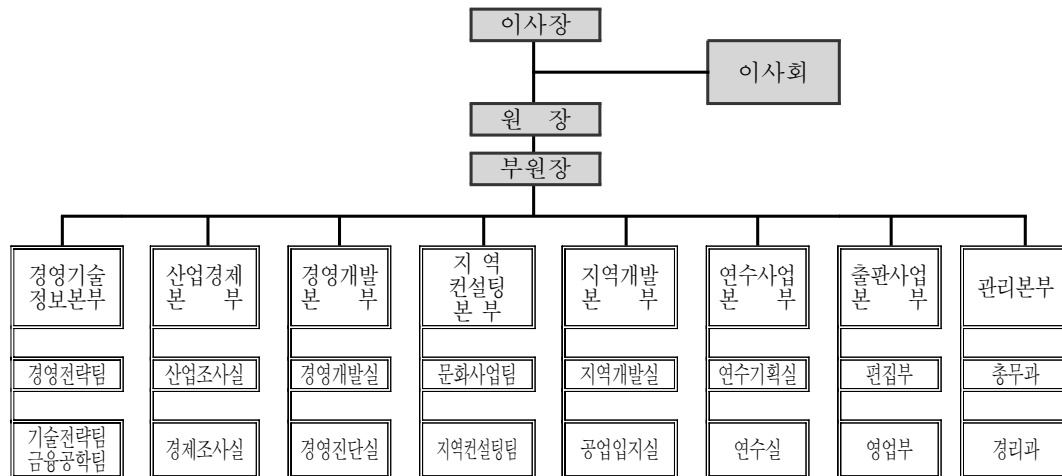 이사장
이사회
원 장
부원장
경영기술
정보본부
산업경제
본 부
경영개발
본 부
지 역
컨설팅
본 부
지역개발
본 부
연수사업
본 부
출판사업
본 부
관리본부
경영전략팀
산업조사실
경영개발실
문화사업팀
지역개발실
연수기획실
편집부
총무과
기술전략팀
금융공학팀
경제조사실
경영진단실
지역컨설팅팀
공업입지실
연수실
영업부
경리과